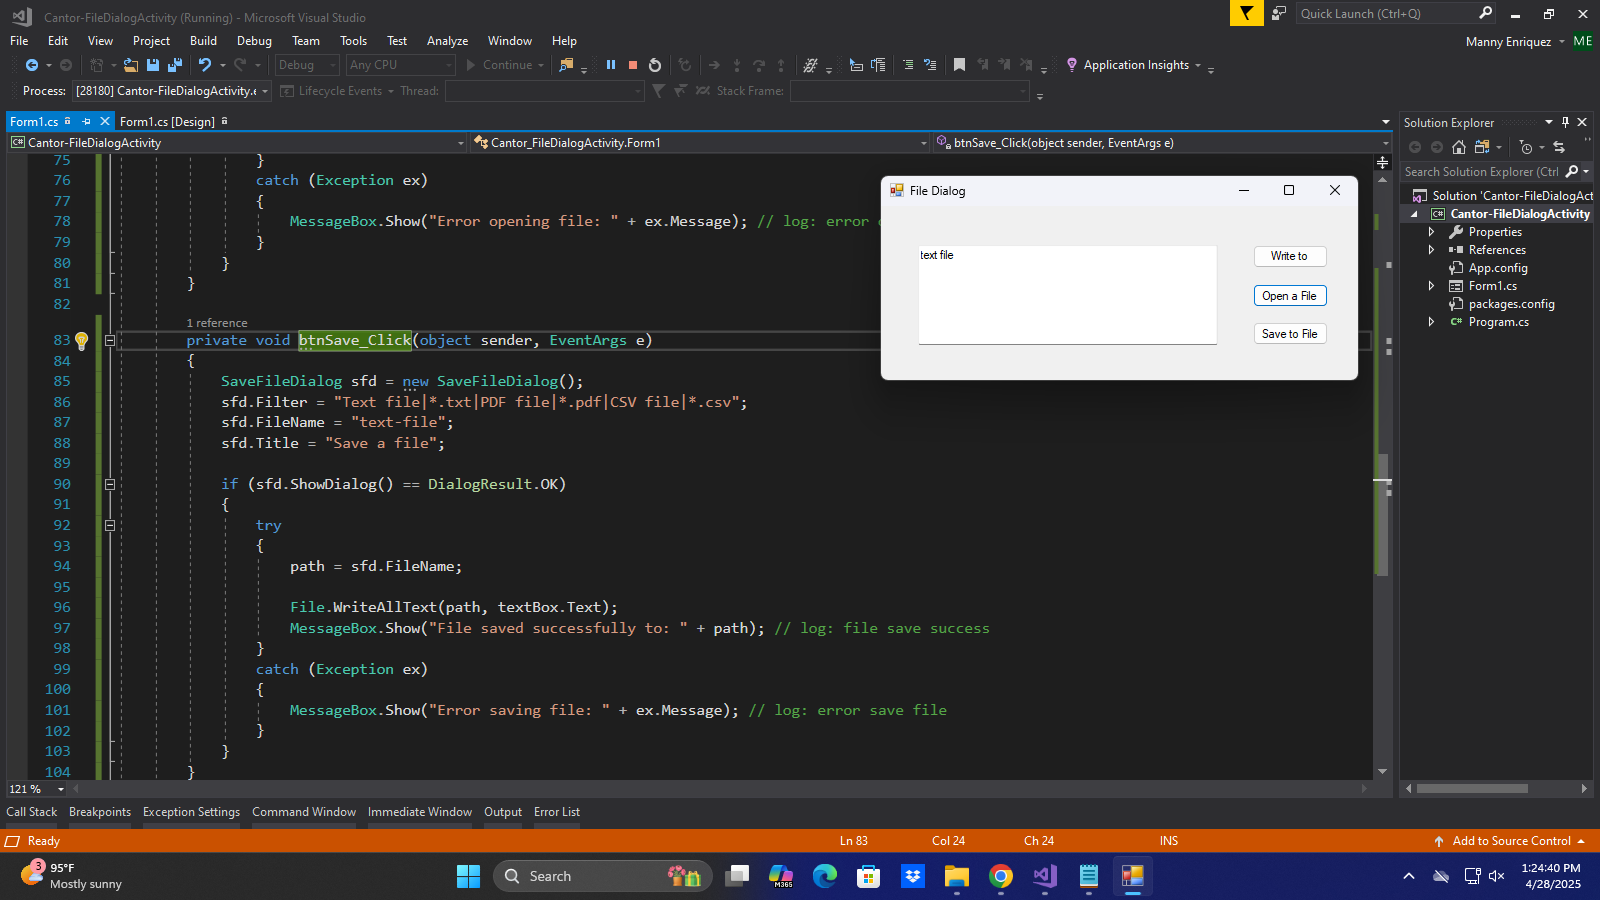 Cantor-FileDialogActivity (Running) - Microsoft Visual Studio
Quick Launch (Ctrl+Q)
File Edit View Project Build Debug Team Tools Test Analyze Window Help
Manny Enriquez ME
Debug Any CPU Continue Application Insights
Process: [28180] Cantor-FileDialogActivity.e Lifecycle Events Thread: Stack Frame:
Form1.cs Form1.cs [Design]
Cantor-FileDialogActivity Cantor_FileDialogActivity.Form1 btnSave_Click(object sender, EventArgs e)
75 }
76 catch (Exception ex)
77 {
78 MessageBox.Show("Error opening file: " + ex.Message); // log: error
79 }
80 }
81 }
82
1 reference
83 private void btnSave_Click(object sender, EventArgs e)
84 {
85 SaveFileDialog sfd = new SaveFileDialog();
86 sfd.Filter = "Text file|*.txt|PDF file|*.pdf|CSV file|*.csv";
87 sfd.FileName = "text-file";
88 sfd.Title = "Save a file";
89
90 if (sfd.ShowDialog() == DialogResult.OK)
91 {
92 try
93 {
94 path = sfd.FileName;
95
96 File.WriteAllText(path, textBox.Text);
97 MessageBox.Show("File saved successfully to: " + path); // log: file save success
98 }
99 catch (Exception ex)
100 {
101 MessageBox.Show("Error saving file: " + ex.Message); // log: error save file
102 }
103 }
104 }
File Dialog
text file
Write to
Open a File
Save to File
Solution Explorer
Search Solution Explorer (Ctrl
Solution 'Cantor-FileDialogAct
Cantor-FileDialogActivity
Properties
References
App.config
Form1.cs
packages.config
Program.cs
121 %
Call Stack Breakpoints Exception Settings Command Window Immediate Window Output Error List
Ready Ln 83 Col 24 Ch 24 INS Add to Source Control
3
95°F
Mostly sunny
Search
M365
1:24:40 PM
4/28/2025